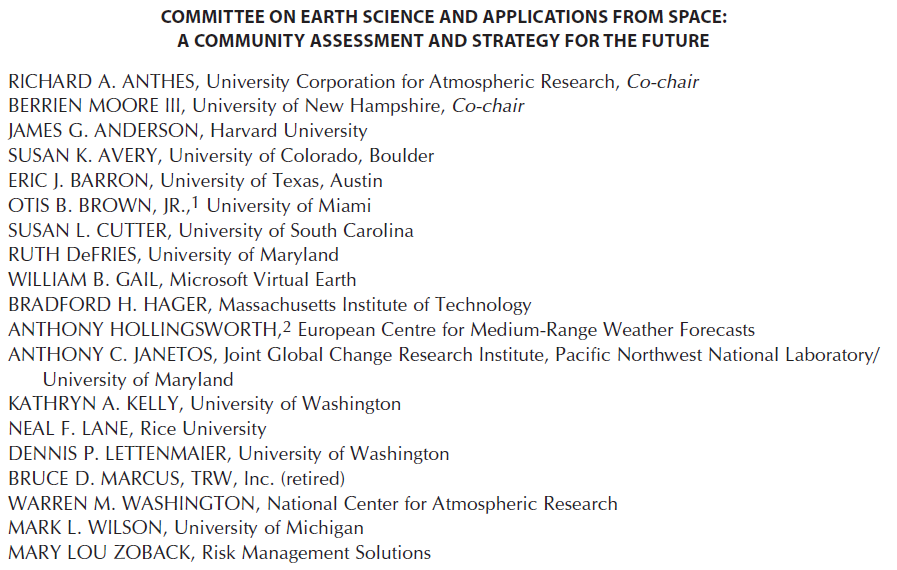 COMMITTEE ON EARTH SCIENCE AND APPLICATIONS FROM SPACE:
A COMMUNITY ASSESSMENT AND STRATEGY FOR THE FUTURE
RICHARD A. ANTHES, University Corporation for Atmospheric Research, Co-chair
BERRIEN MOORE III, University of New Hampshire, Co-chair
JAMES G. ANDERSON, Harvard University
SUSAN K. AVERY, University of Colorado, Boulder
ERIC J. BARRON, University of Texas, Austin
OTIS B. BROWN, JR.,1 University of Miami
SUSAN L. CUTTER, University of South Carolina
RUTH DeFRIES, University of Maryland
WILLIAM B. GAIL, Microsoft Virtual Earth
BRADFORD H. HAGER, Massachusetts Institute of Technology
ANTHONY HOLLINGSWORTH,2 European Centre for Medium-Range Weather Forecasts
ANTHONY C. JANETOS, Joint Global Change Research Institute, Pacific Northwest National Laboratory/
University of Maryland
KATHRYN A. KELLY, University of Washington
NEAL F. LANE, Rice University
DENNIS P. LETTENMAIER, University of Washington
BRUCE D. MARCUS, TRW, Inc. (retired)
WARREN M. WASHINGTON, National Center for Atmospheric Research
MARK L. WILSON, University of Michigan
MARY LOU ZOBACK, Risk Management Solutions